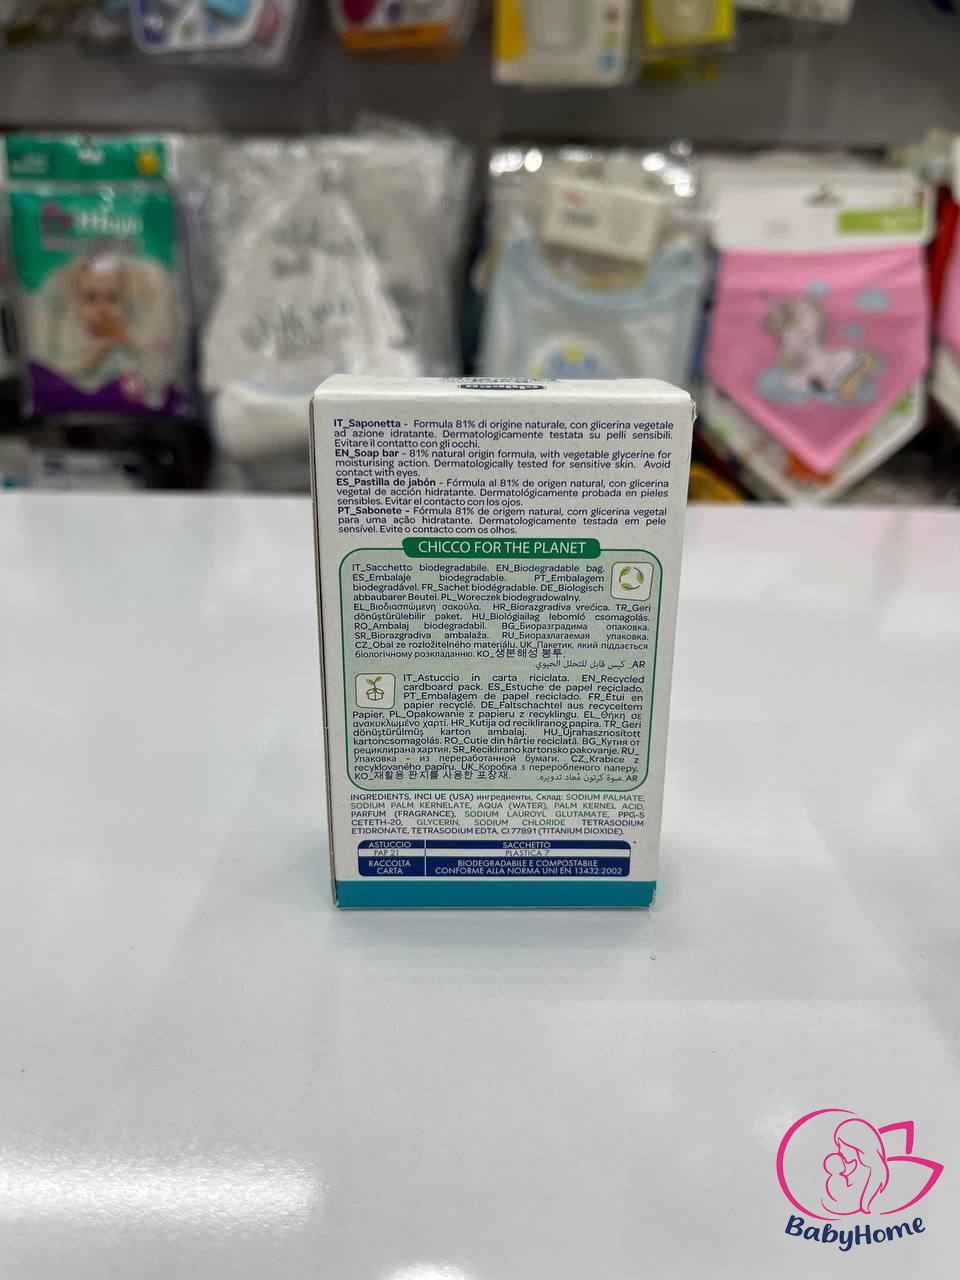 chicco
IT_Saponetta - Formula 81% di origine naturale, con glicerina vegetale
ad azione idratante. Dermatologicamente testata su pelli sensibili.
Evitare il contatto con gli occhi.
EN_Soap bar - 81% natural origin formula, with vegetable glycerine for
moisturising action. Dermatologically tested for sensitive skin. Avoid
contact with eyes.
ES_Pastilla de jabón - Fórmula al 81% de origen natural, con glicerina
vegetal de acción hidratante. Dermatológicamente probada en pieles
sensibles. Evitar el contacto con los ojos.
PT_Sabonete - Fórmula 81% de origem natural, com glicerina vegetal
para uma ação hidratante. Dermatologicamente testada em pele
sensível. Evite o contacto com os olhos.
CHICCO FOR THE PLANET
IT_Sacchetto biodegradabile. EN_Biodegradable bag.
ES_Embalaje biodegradable. PT_Embalagem
biodegradável. FR_Sachet biodégradable. DE_Biologisch
abbaubarer Beutel. PL_Woreczek biodegradowalny.
EL_Βιοδιασπώμενη σακούλα. HR_Biorazgradiva vrećica. TR_Geri
dönüştürülebilir paket. HU_Biológiailag lebomló csomagolás.
RO_Ambalaj biodegradabil. BG_Биоразградима опаковка.
SR_Biorazgradiva ambalaža. RU_Биоразлагаемая упаковка.
CZ_Obal ze rozložitelného materiálu. UK_Пакетик, який піддається
біологічному розкладанню. KO_생분해성 봉투.
AR_ كيس قابل للتحلل الحيوي
IT_Astuccio in carta riciclata. EN_Recycled
cardboard pack. ES_Estuche de papel reciclado.
PT_Embalagem de papel reciclado. FR_Étui en
papier recyclé. DE_Faltschachtel aus recyceltem
Papier. PL_Opakowanie z papieru z recyklingu. EL_Θήκη σε
ανακυκλωμένο χαρτί. HR_Kutija od recikliranog papira. TR_Geri
dönüştürülmüş karton ambalaj. HU_Újrahasznosított
kartoncsomagolás. RO_Cutie din hârtie reciclată. BG_Кутия от
рециклирана хартия. SR_Reciklirano kartonsko pakovanje. RU_
Упаковка - из переработанной бумаги. CZ_Krabice z
recyklovaného papíru. UK_Коробка з переробленого паперу.
KO_재활용 판지를 사용한 포장재. AR_عبوة كرتون مُعاد تدويره.
INGREDIENTS, INCI UE (USA) ингредиенты, Склад: SODIUM PALMATE,
SODIUM PALM KERNELATE, AQUA (WATER), PALM KERNEL ACID,
PARFUM (FRAGRANCE), SODIUM LAUROYL GLUTAMATE, PPG-5
CETETH-20, GLYCERIN, SODIUM CHLORIDE TETRASODIUM
ETIDRONATE, TETRASODIUM EDTA, CI 77891 (TITANIUM DIOXIDE).
ASTUCCIO SACCHETTO
PAP 21 PLASTICA 7
RACCOLTA CARTA BIODEGRADABILE E COMPOSTABILE
CONFORME ALLA NORMA UNI EN 13432:2002
BabyHome